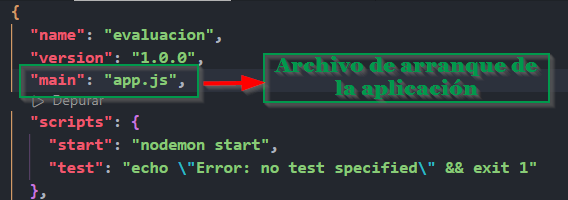 {
"name": "evaluacion",
"version": "1.0.0",
"main": "app.js",
Archivo de arranque de
la aplicación
Depurar
"scripts": {
"start": "nodemon start",
"test": "echo \"Error: no test specified\" && exit 1"
},